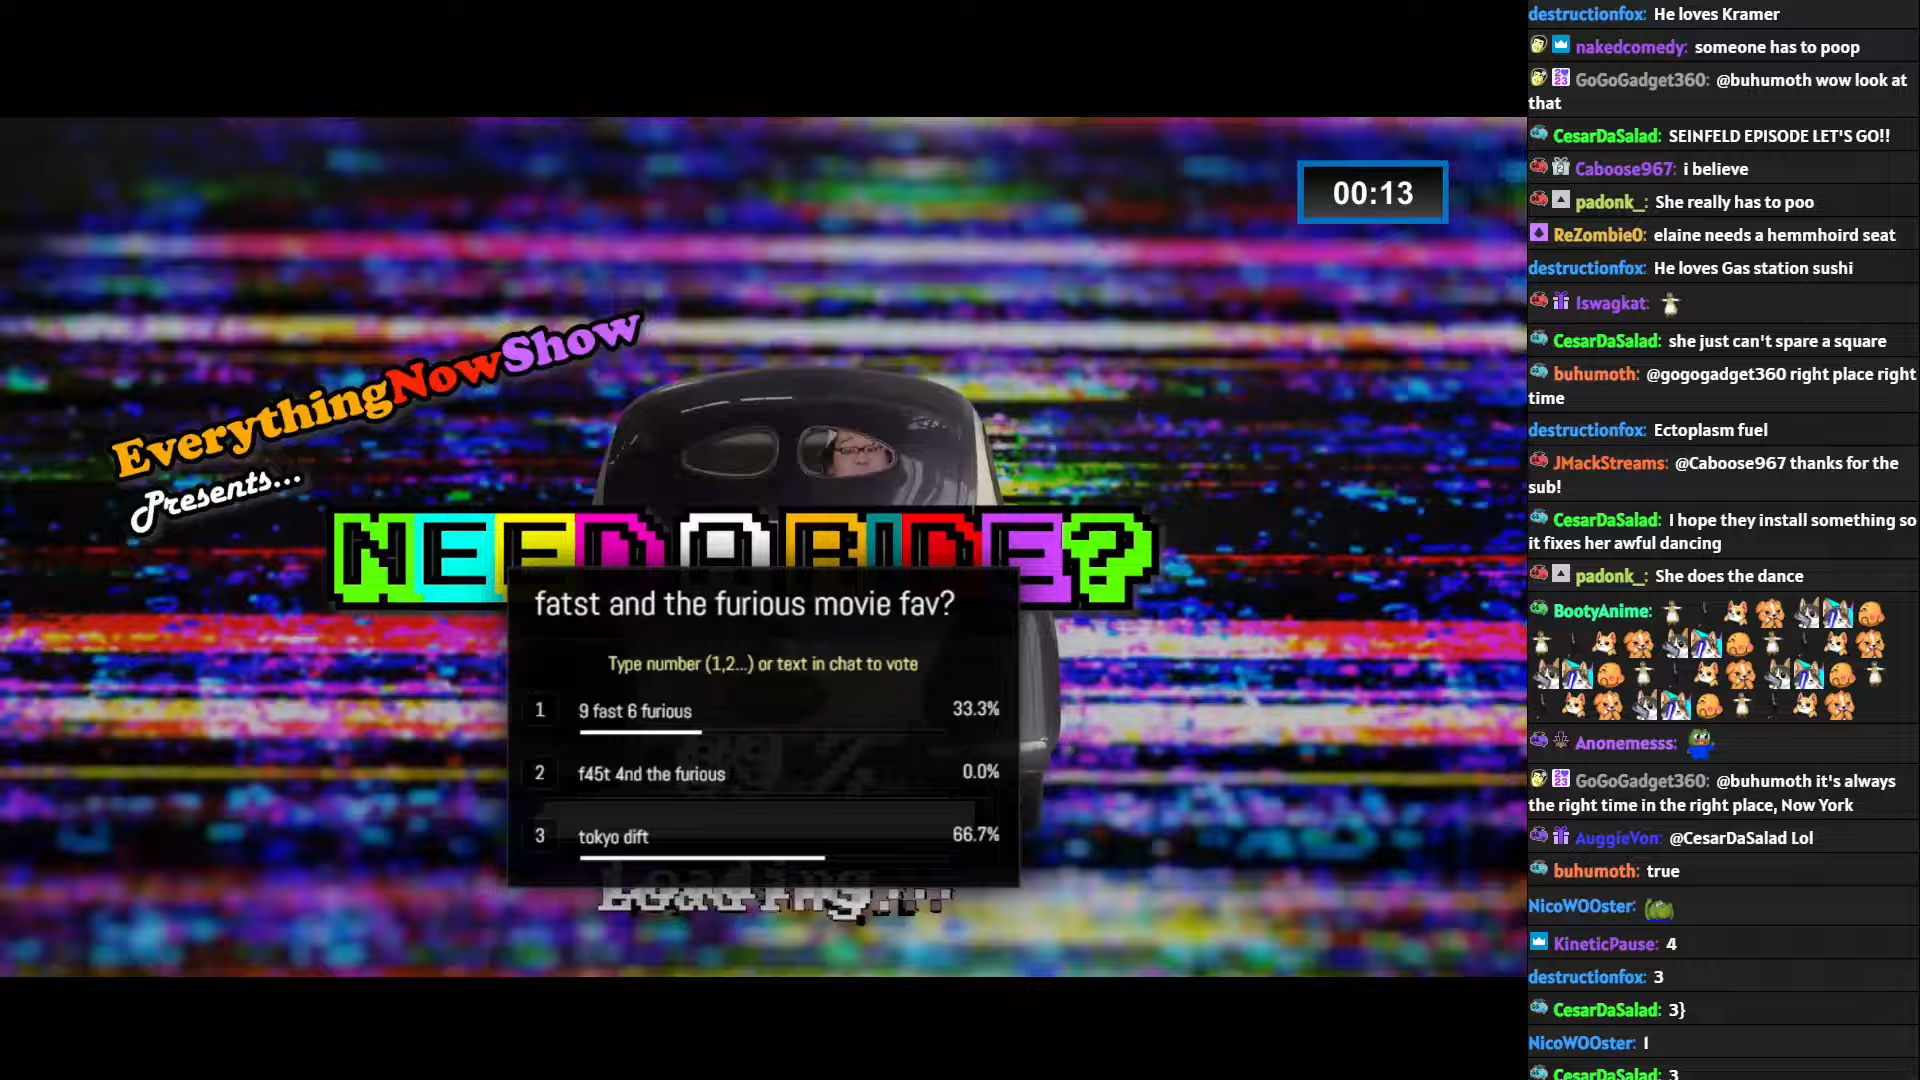 EverythingNowShow
Presents...
00:13
NEED A RIDE?
fatst and the furious movie fav?
Type number (1,2...) or text in chat to vote
1 9 fast 6 furious 33.3%
2 f45t 4nd the furious 0.0%
3 tokyo dift 66.7%
Loading...
destructionfox: He loves Kramer
nakedcomedy: someone has to poop
GoGoGadget360: @buhumoth wow look at
that
CesarDaSalad: SEINFELD EPISODE LET'S GO!!
Caboose967: i believe
padonk_: She really has to poo
ReZombie0: elaine needs a hemmhoird seat
destructionfox: He loves Gas station sushi
Iswagkat:
CesarDaSalad: she just can't spare a square
buhumoth: @gogogadget360 right place right
time
destructionfox: Ectoplasm fuel
JMackStreams: @Caboose967 thanks for the
sub!
CesarDaSalad: I hope they install something so
it fixes her awful dancing
padonk_: She does the dance
BootyAnime:
Anonemesss:
GoGoGadget360: @buhumoth it's always
the right time in the right place, Now York
AuggieVon: @CesarDaSalad Lol
buhumoth: true
NicoWOOster:
KineticPause: 4
destructionfox: 3
CesarDaSalad: 3}
NicoWOOster: 1
CesarDaSalad: 3